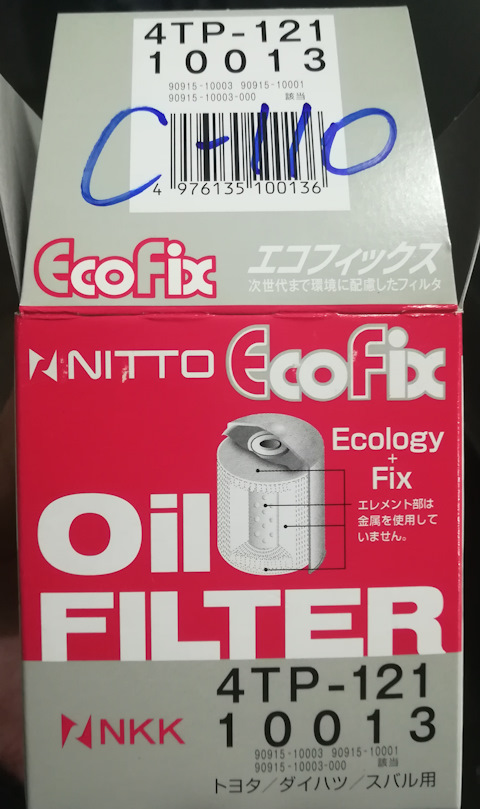 4TP-121
10013
90915-10003 90915-10001
90915-10003-000 該当
C-110
4 976135 100136
EcoFix エコフィックス
次世代まで環境に配慮したフィルタ
NITTO EcoFix
Ecology
+
Fix
エレメント部は
金属を使用して
いません。
Oil
FILTER
4TP-121
NKK 10013
90915-10003 90915-10001
90915-10003-000 該当
トヨタ/ダイハツ/スバル用